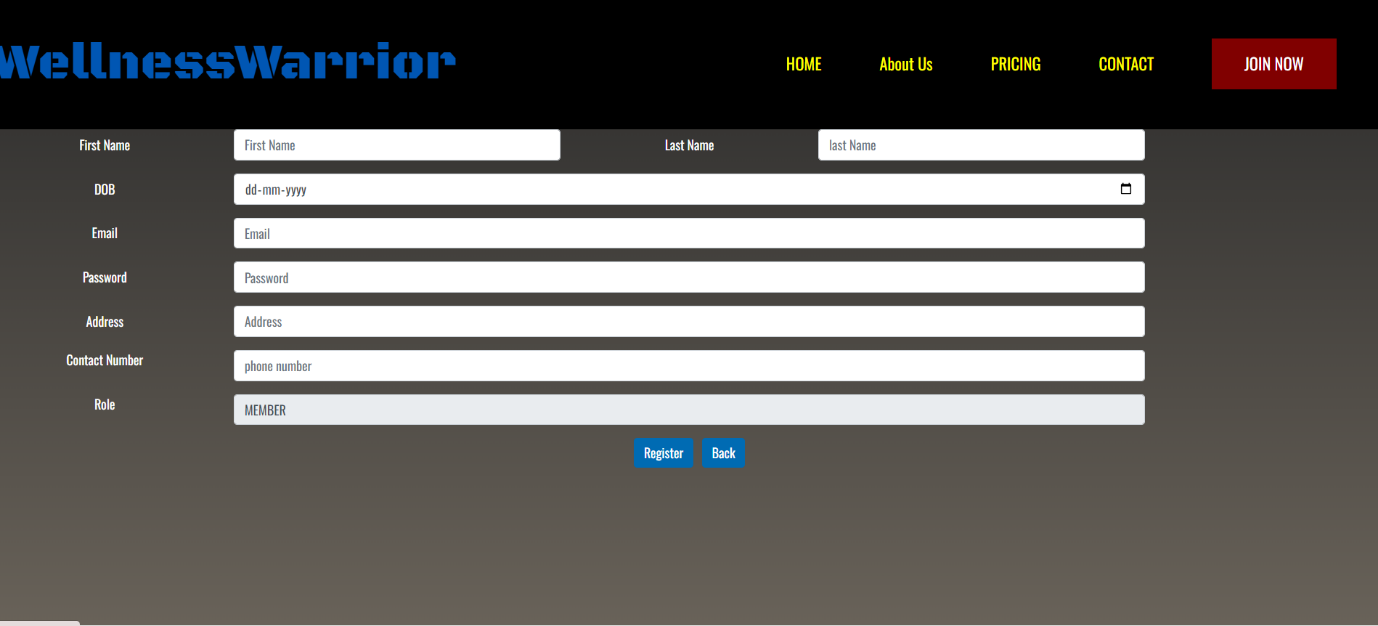 WellnessWarrior
HOME About Us PRICING CONTACT JOIN NOW
First Name First Name Last Name last Name
DOB dd-mm-yyyy
Email Email
Password Password
Address Address
Contact Number phone number
Role MEMBER
Register Back